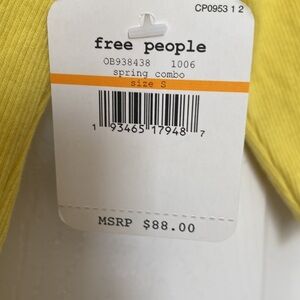 CP0953 1 2
free people
OB938438 1006
spring combo
size S
1 93465 17948 7
MSRP $88.00